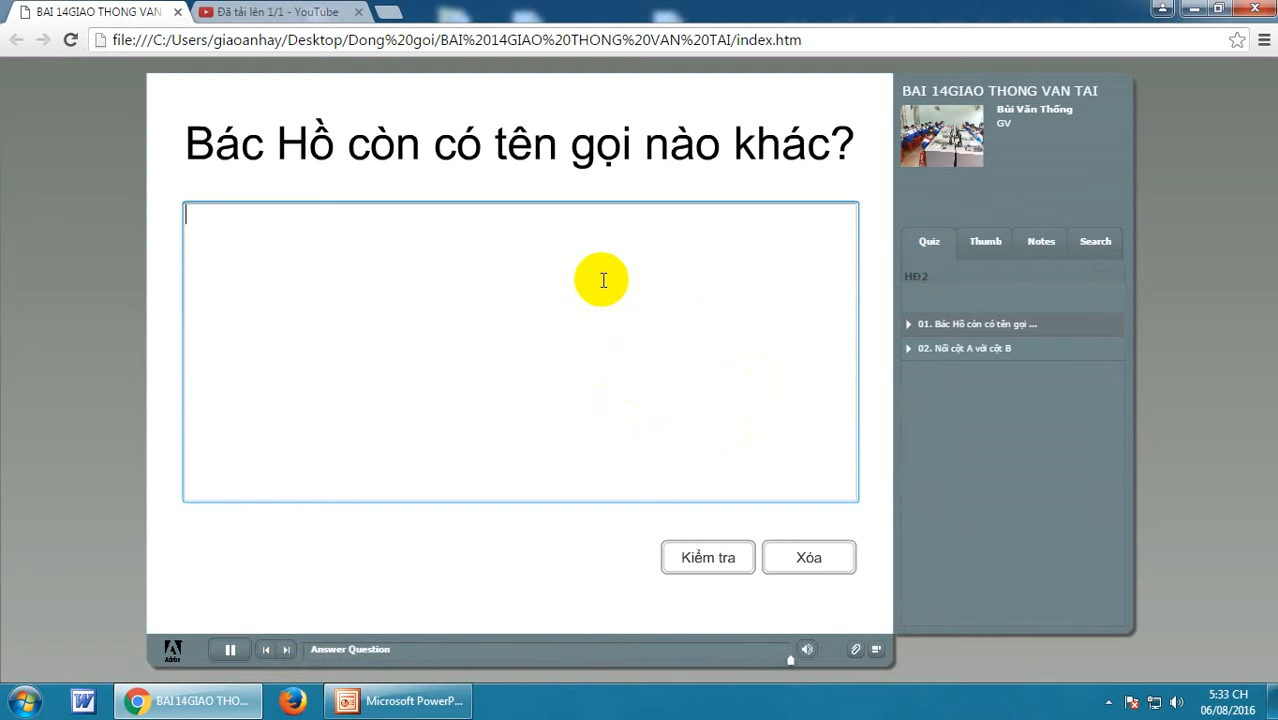 BAI 14GIAO THONG VAN
Đã tải lên 1/1 - YouTube
file:///C:/Users/giaoanhay/Desktop/Dong%20goi/BAI%2014GIAO%20THONG%20VAN%20TAI/index.htm
Bác Hồ còn có tên gọi nào khác?
Kiểm tra
Xóa
Answer Question
Adobe
BAI 14GIAO THONG VAN TAI
Bùi Văn Thống
GV
Quiz
Thumb
Notes
Search
HĐ2
01. Bác Hồ còn có tên gọi ...
02. Nối cột A với cột B
BAI 14GIAO THO...
Microsoft PowerP...
5:33 CH
06/08/2016